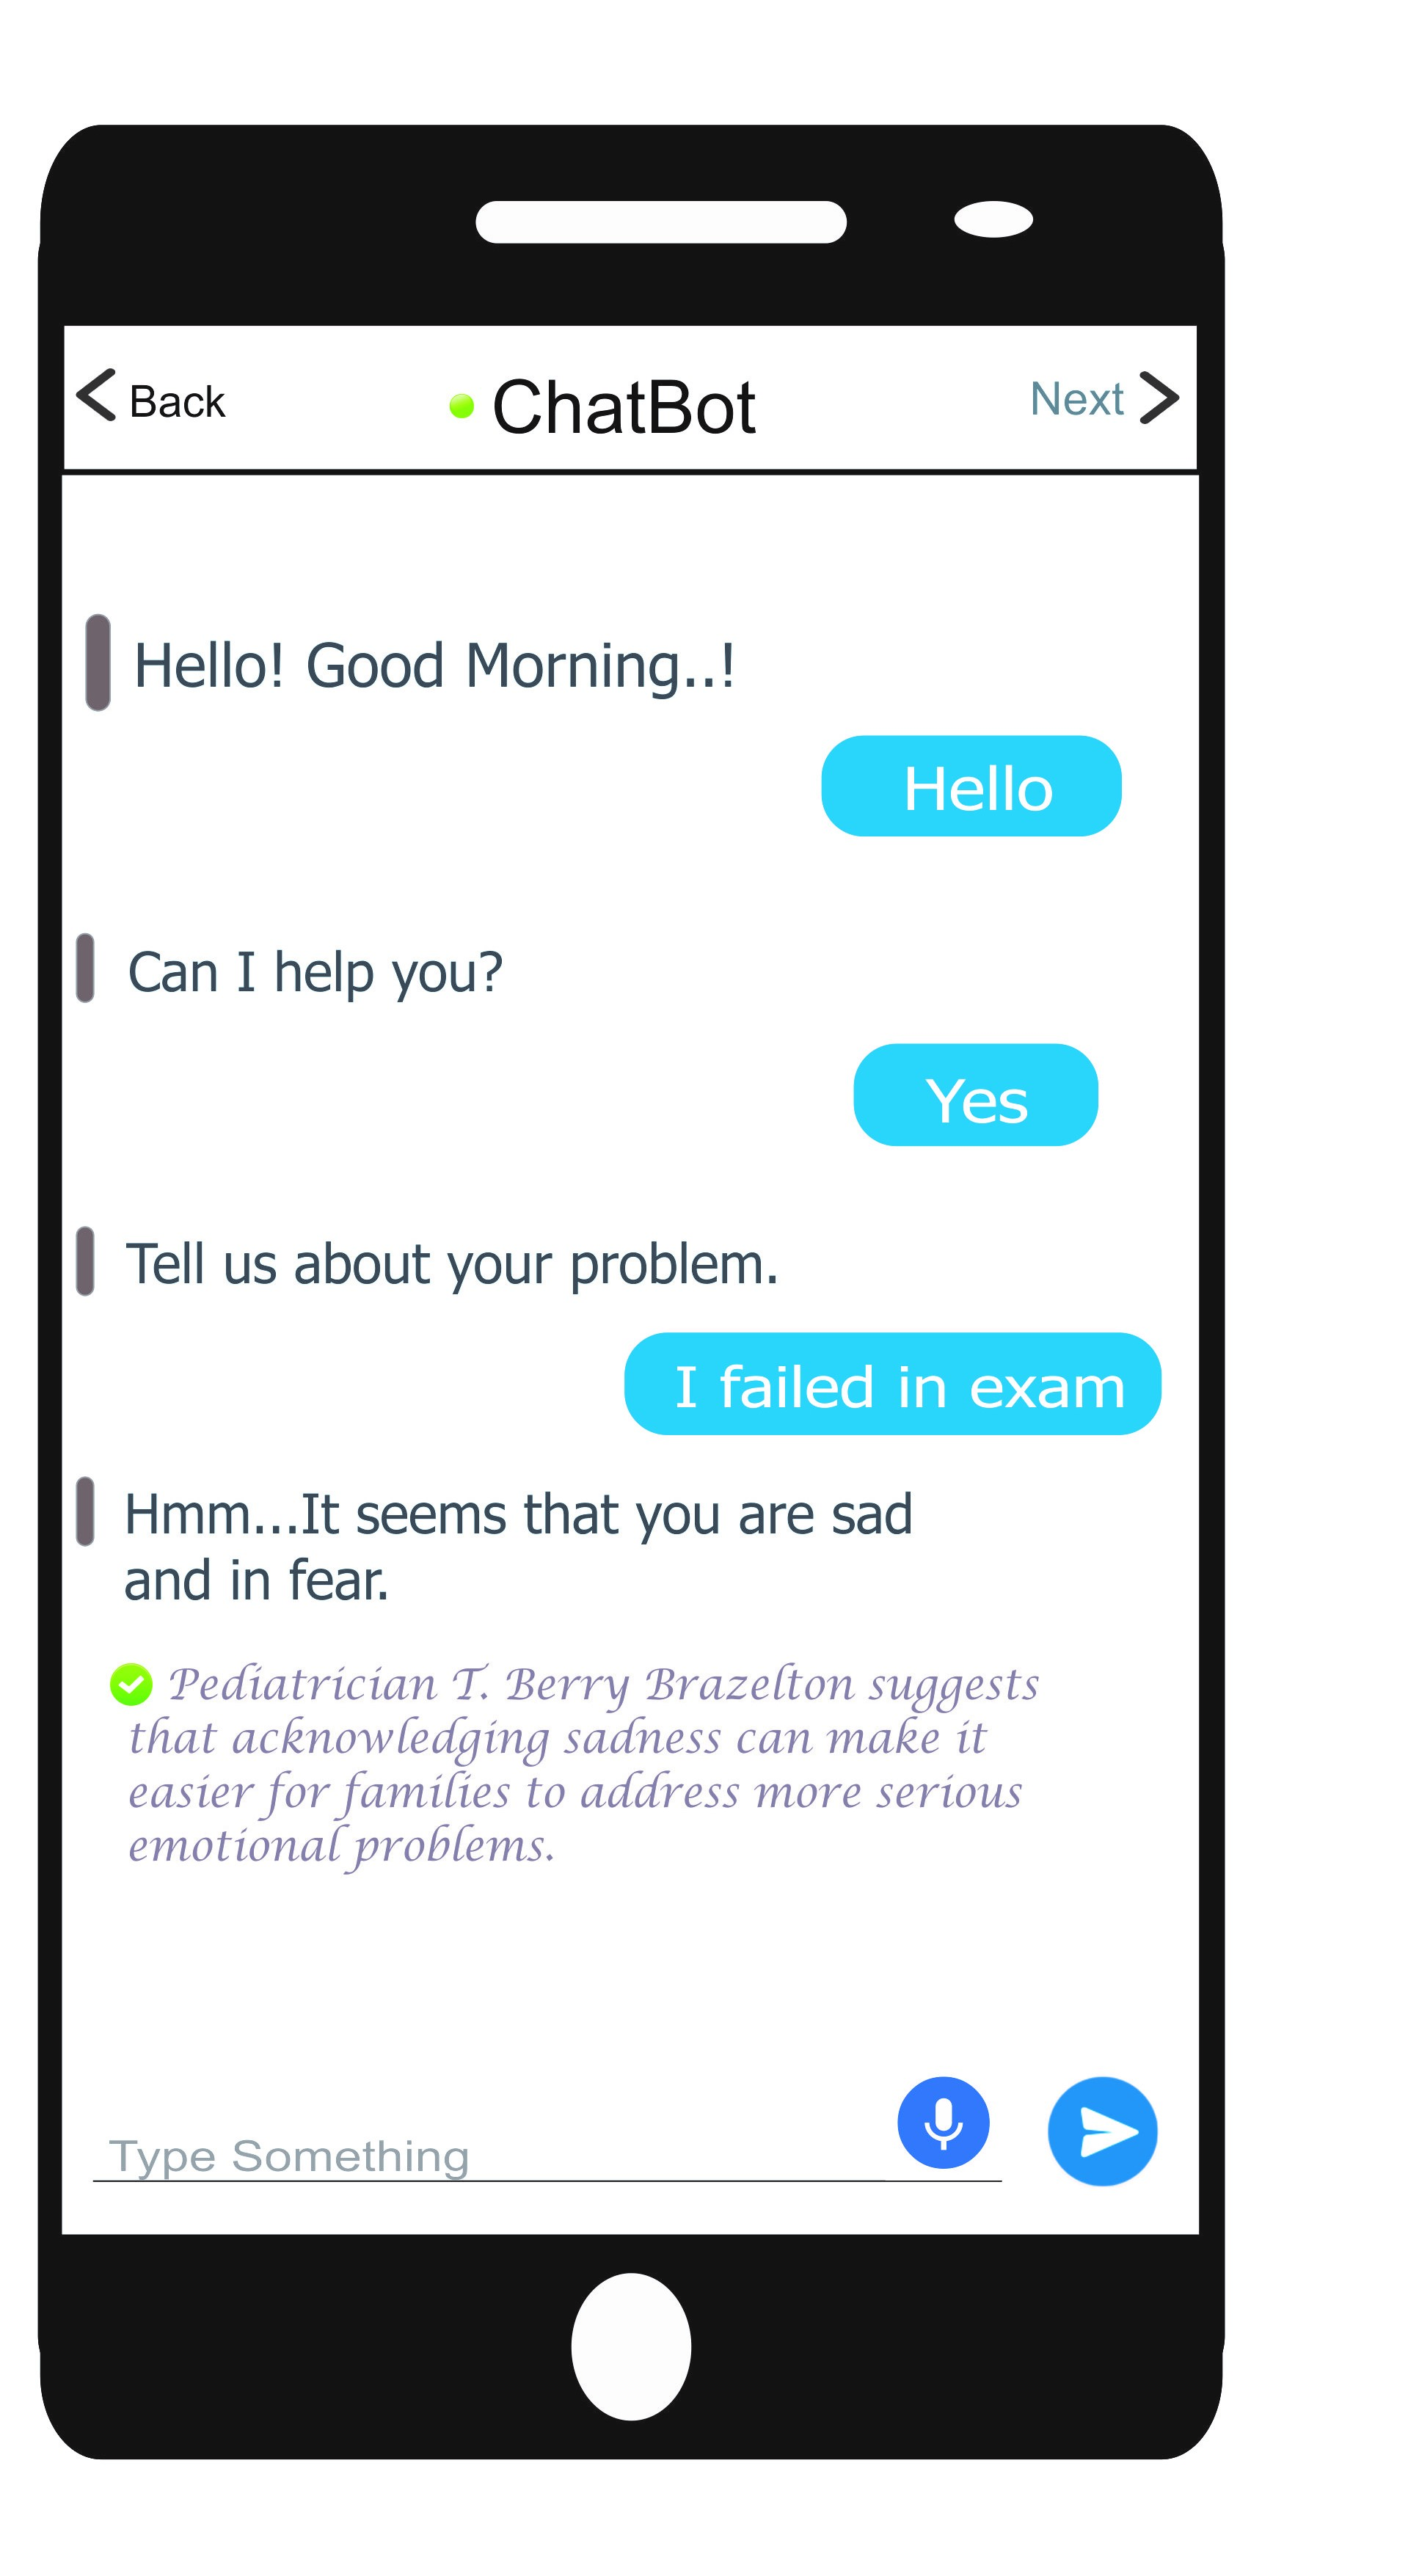 Back
ChatBot
Next
Hello! Good Morning..!
Hello
Can I help you?
Yes
Tell us about your problem.
I failed in exam
Hmm...It seems that you are sad
and in fear.
Pediatrician T. Berry Brazelton suggests
that acknowledging sadness can make it
easier for families to address more serious
emotional problems.
Type Something